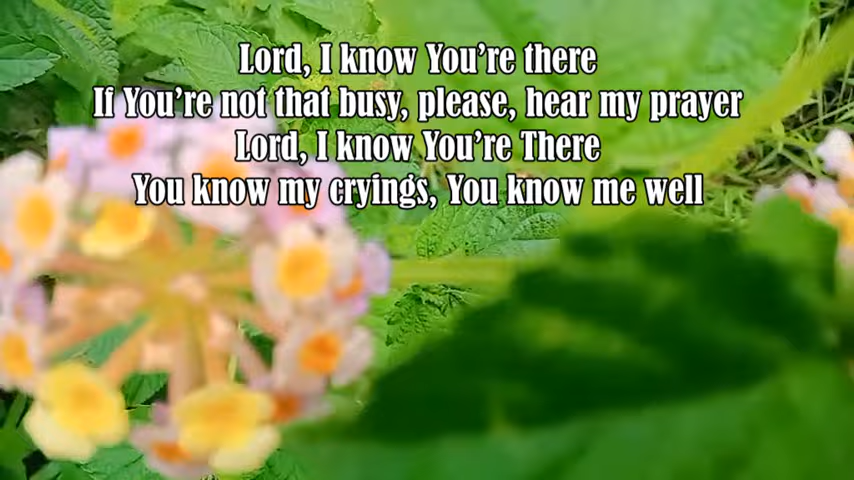 Lord, I know You’re there
If You’re not that busy, please, hear my prayer
Lord, I know You’re There
You know my cryings, You know me well